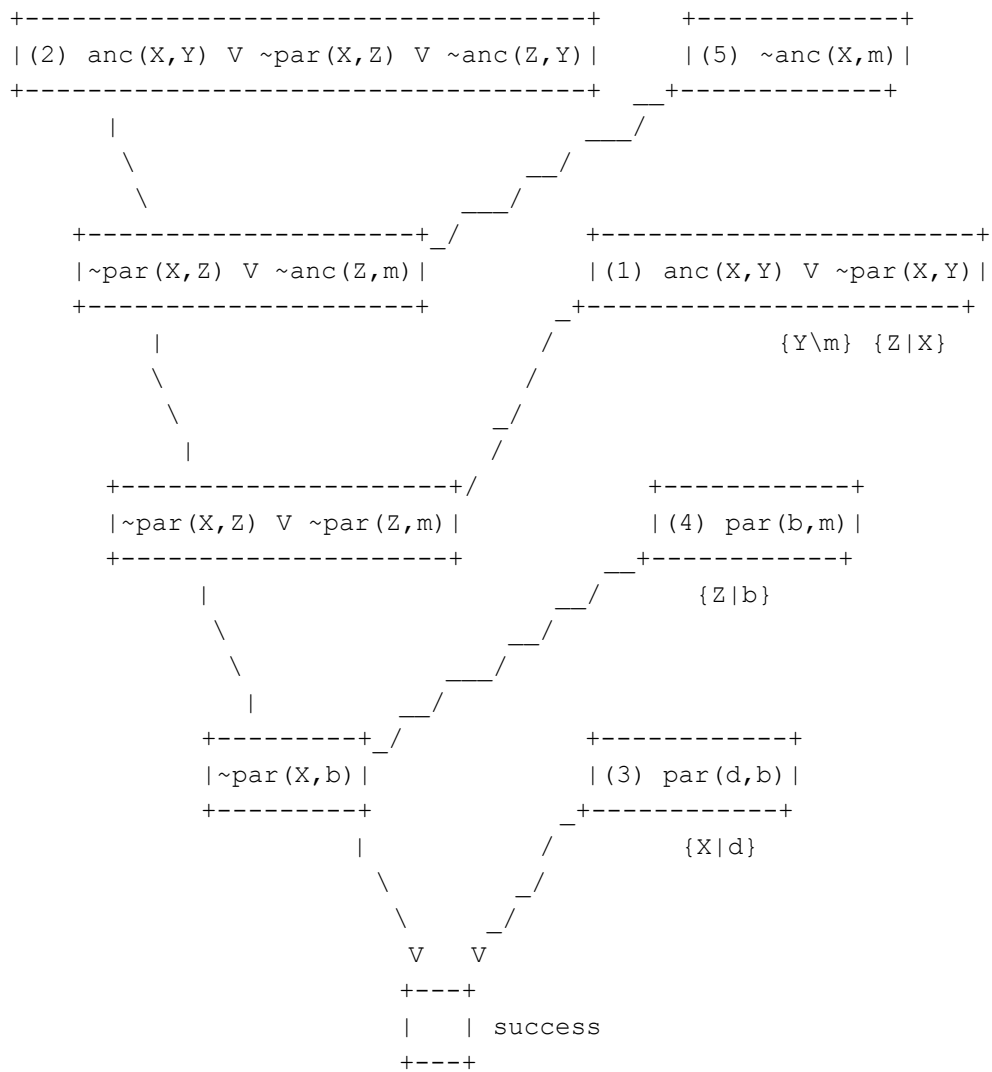 (2) anc(X,Y) V ~par(X,Z) V ~anc(Z,Y) (5) ~anc(X,m)
~par(X,Z) V ~anc(Z,m) (1) anc(X,Y) V ~par(X,Y)
{Y\m} {Z|X}
~par(X,Z) V ~par(Z,m) (4) par(b,m)
{Z|b}
~par(X,b) (3) par(d,b)
{X|d}
V V
success